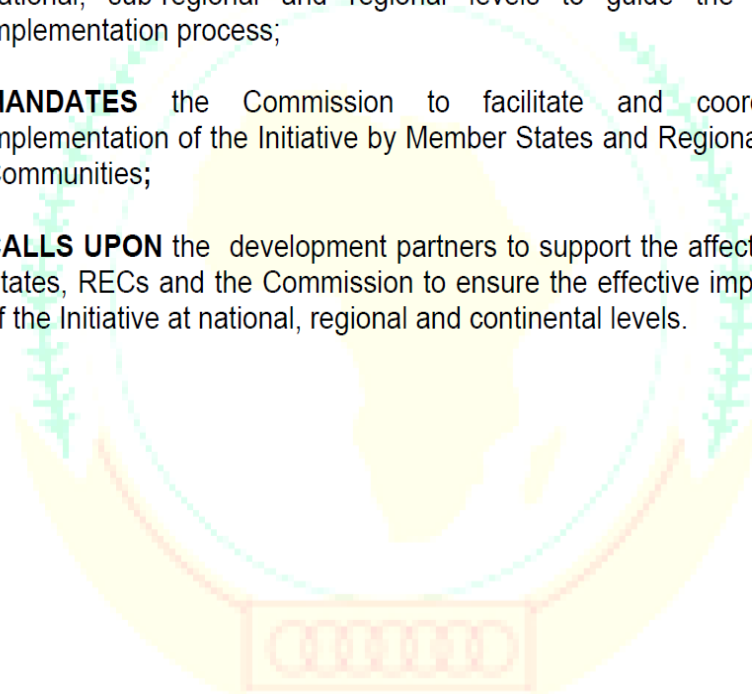 ational, sub-regional and regional levels to guide the
mplementation process;
MANDATES the Commission to facilitate and coor
mplementation of the Initiative by Member States and Regiona
ommunities;
CALLS UPON the development partners to support the affect
tates, RECs and the Commission to ensure the effective imp
f the Initiative at national, regional and continental levels.